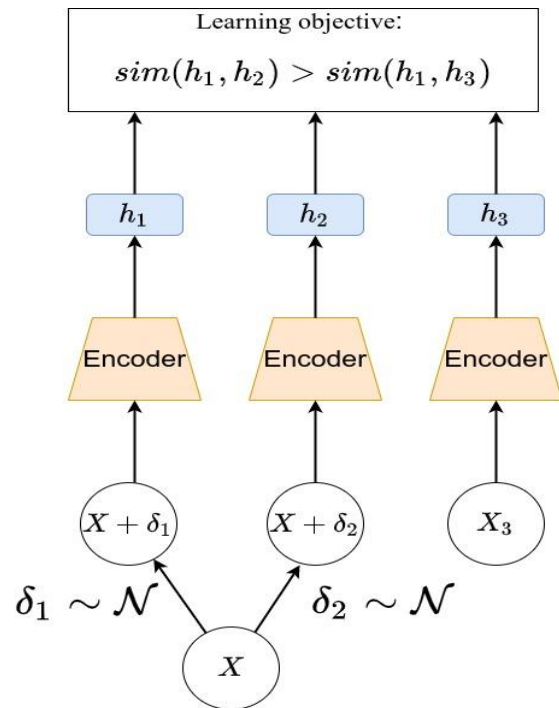 Learning objective:
sim(h₁, h₂) > sim(h₁, h₃)
h₁ h₂ h₃
Encoder Encoder Encoder
X + δ₁ X + δ₂ X₃
δ₁ ∼ 𝒩 δ₂ ∼ 𝒩
X